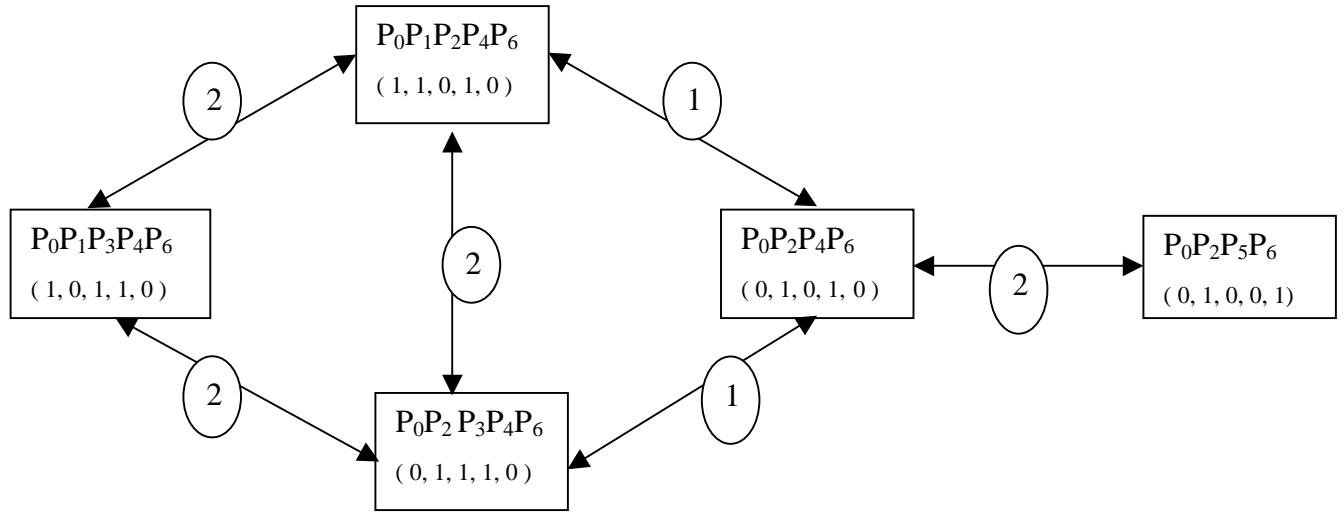 P₀P₁P₂P₄P₆
( 1, 1, 0, 1, 0 )
2
1
P₀P₁P₃P₄P₆
( 1, 0, 1, 1, 0 )
2
P₀P₂P₄P₆
( 0, 1, 0, 1, 0 )
2
P₀P₂P₅P₆
( 0, 1, 0, 0, 1)
2
1
P₀P₂ P₃P₄P₆
( 0, 1, 1, 1, 0 )